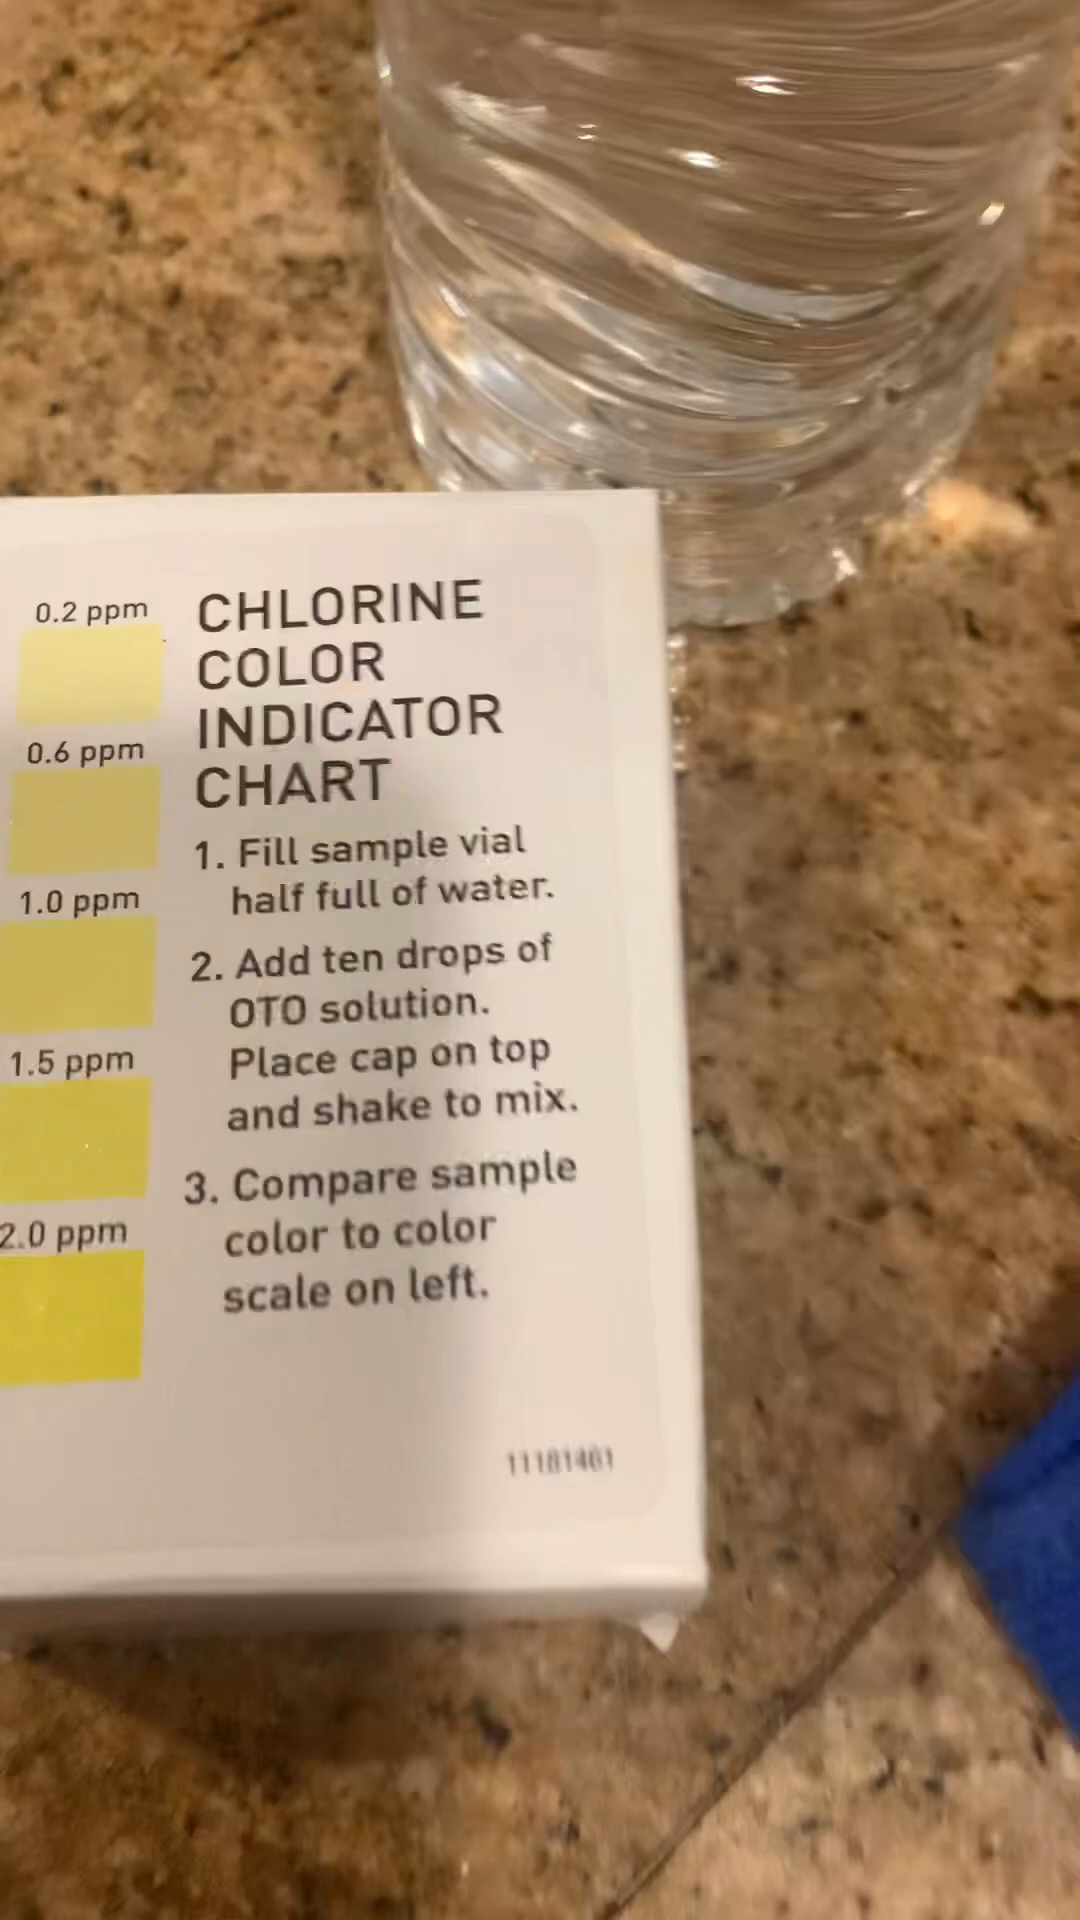 0.2 ppm
0.6 ppm
1.0 ppm
1.5 ppm
2.0 ppm
CHLORINE
COLOR
INDICATOR
CHART
1. Fill sample vial
half full of water.
2. Add ten drops of
OTO solution.
Place cap on top
and shake to mix.
3. Compare sample
color to color
scale on left.
11181461